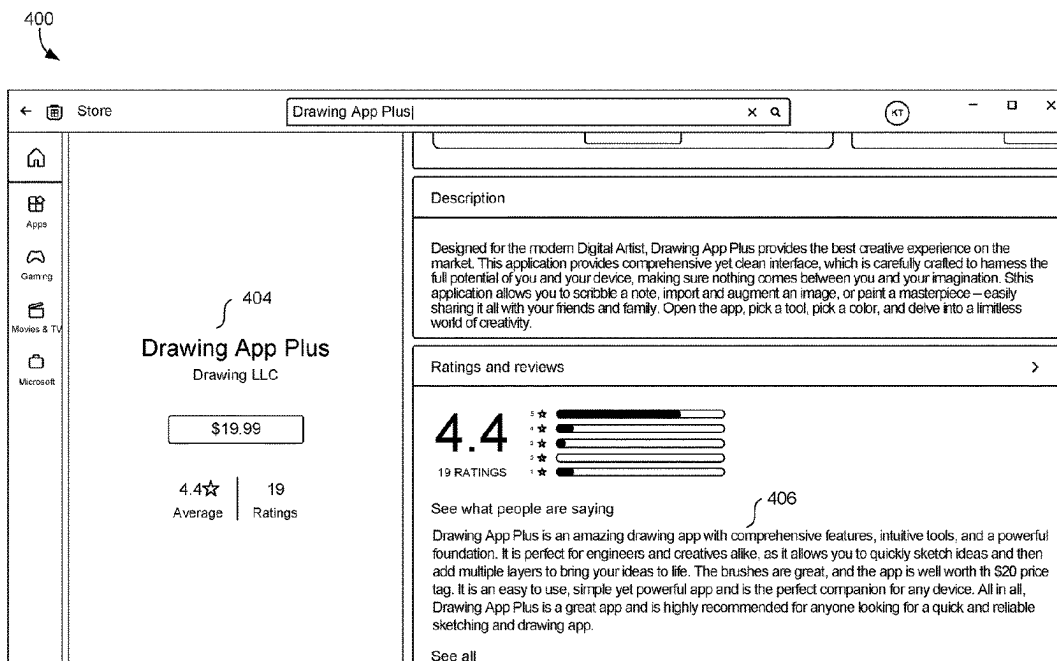 400
Store
Drawing App Plus
KT
Apps
Gaming
Movies & TV
Microsoft
404
Drawing App Plus
Drawing LLC
$19.99
4.4☆ 19
Average Ratings
Description
Designed for the modern Digital Artist, Drawing App Plus provides the best creative experience on the
market. This application provides comprehensive yet clean interface, which is carefully crafted to harness the
full potential of you and your device, making sure nothing comes between you and your imagination. Sthis
application allows you to scribble a note, import and augment an image, or paint a masterpiece – easily
sharing it all with your friends and family. Open the app, pick a tool, pick a color, and delve into a limitless
world of creativity.
Ratings and reviews
4.4
19 RATINGS
5 ☆
4 ☆
3 ☆
2 ☆
1 ☆
See what people are saying
406
Drawing App Plus is an amazing drawing app with comprehensive features, intuitive tools, and a powerful
foundation. It is perfect for engineers and creatives alike, as it allows you to quickly sketch ideas and then
add multiple layers to bring your ideas to life. The brushes are great, and the app is well worth th $20 price
tag. It is an easy to use, simple yet powerful app and is the perfect companion for any device. All in all,
Drawing App Plus is a great app and is highly recommended for anyone looking for a quick and reliable
sketching and drawing app.
See all